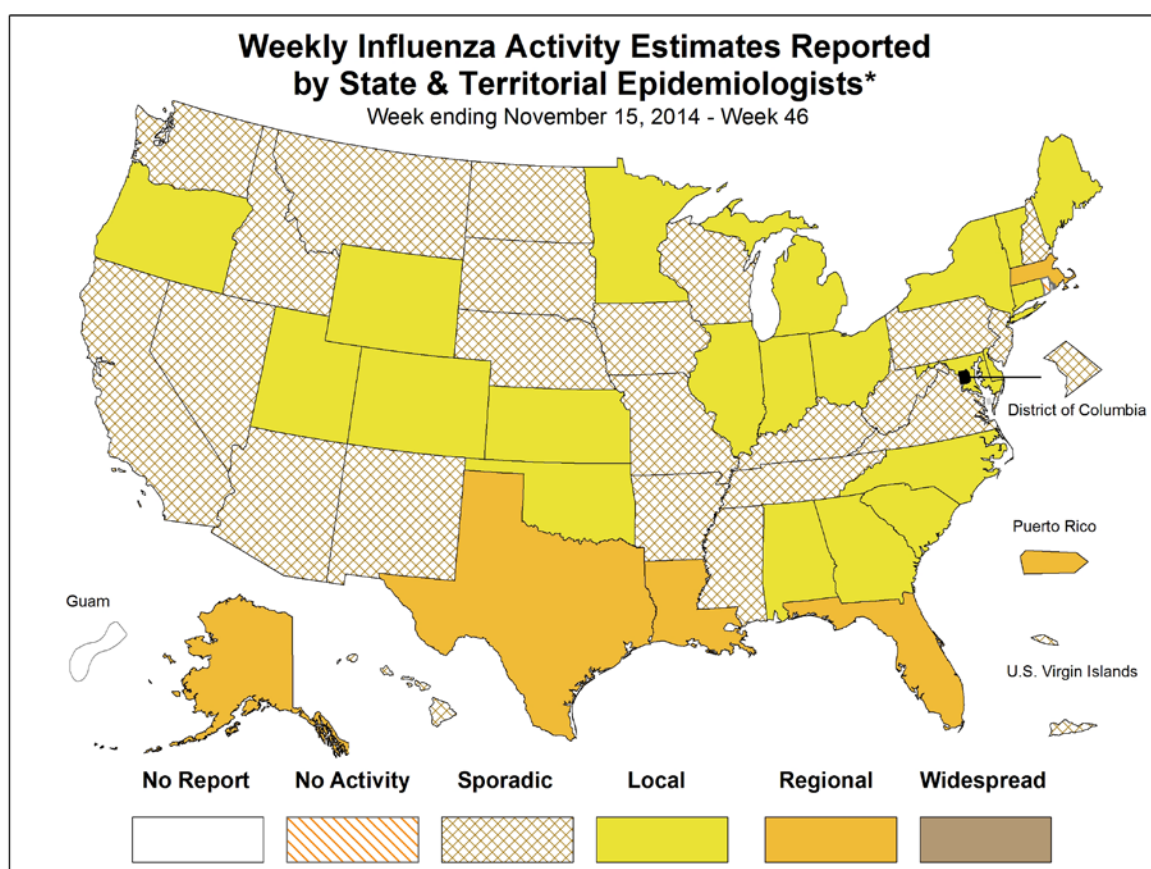 Weekly Influenza Activity Estimates Reported
by State & Territorial Epidemiologists*
Week ending November 15, 2014 - Week 46
District of Columbia
Puerto Rico
Guam
U.S. Virgin Islands
No Report No Activity Sporadic Local Regional Widespread